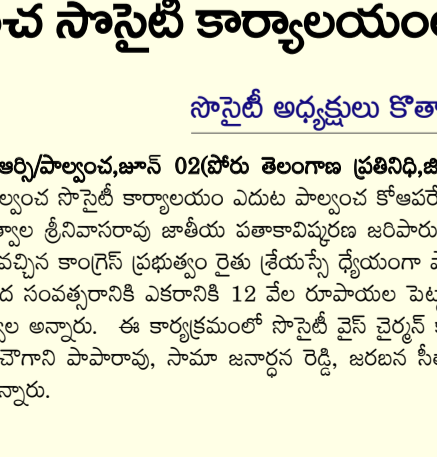 ంచ సొసైటీ కార్యాలయం
సొసైటీ అధ్యక్షులు కొత్వా
ఆర్సి/పాల్వంచ,జూన్ 02(పోరు తెలంగాణ ప్రతినిధి,జి
ల్వంచ సొసైటీ కార్యాలయం ఎదుట పాల్వంచ కోఆపరే
త్వాల శ్రీనివాసరావు జాతీయ పతాకావిష్కరణ జరిపారు
వచ్చిన కాంగ్రెస్ ప్రభుత్వం రైతు శ్రేయస్సే ధ్యేయంగా
ద సంవత్సరానికి ఎకరానికి 12 వేల రూపాయల పెట్
ల అన్నారు. ఈ కార్యక్రమంలో సొసైటీ వైస్ చైర్మన్
చౌగాని పాపారావు, సామా జనార్ధన రెడ్డి, జరబన సీ
న్నారు.